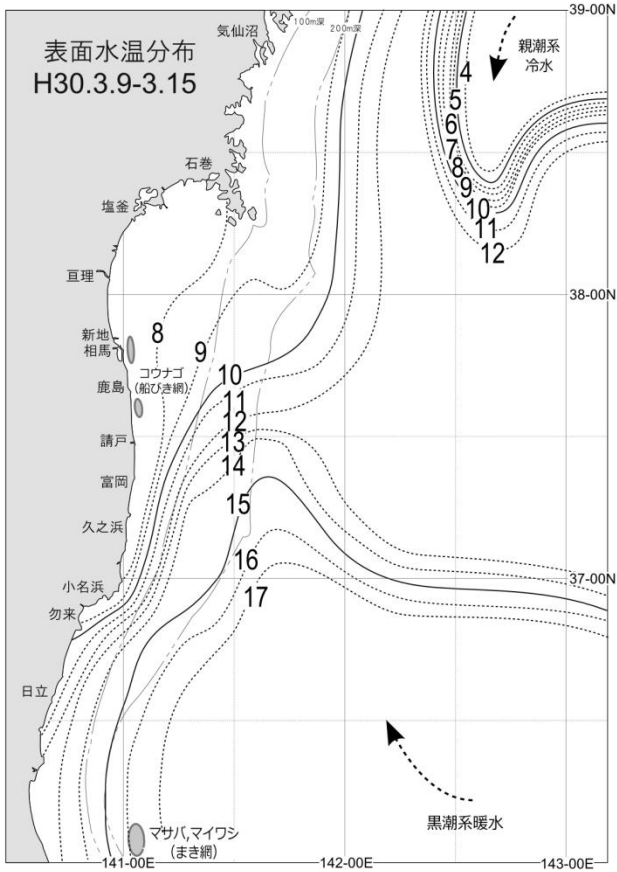 表面水温分布
H30.3.9-3.15
気仙沼
100m深
200m深
39-00N
親潮系
冷水
4
5
6
7
8
9
10
11
12
石巻
塩釜
亘理
38-00N
新地
相馬
8
9
コウナゴ
(船びき網)
鹿島
10
11
12
13
14
請戸
富岡
15
久之浜
16
37-00N
小名浜
17
勿来
日立
黒潮系暖水
マサバ,マイワシ
(まき網)
141-00E
142-00E
143-00E